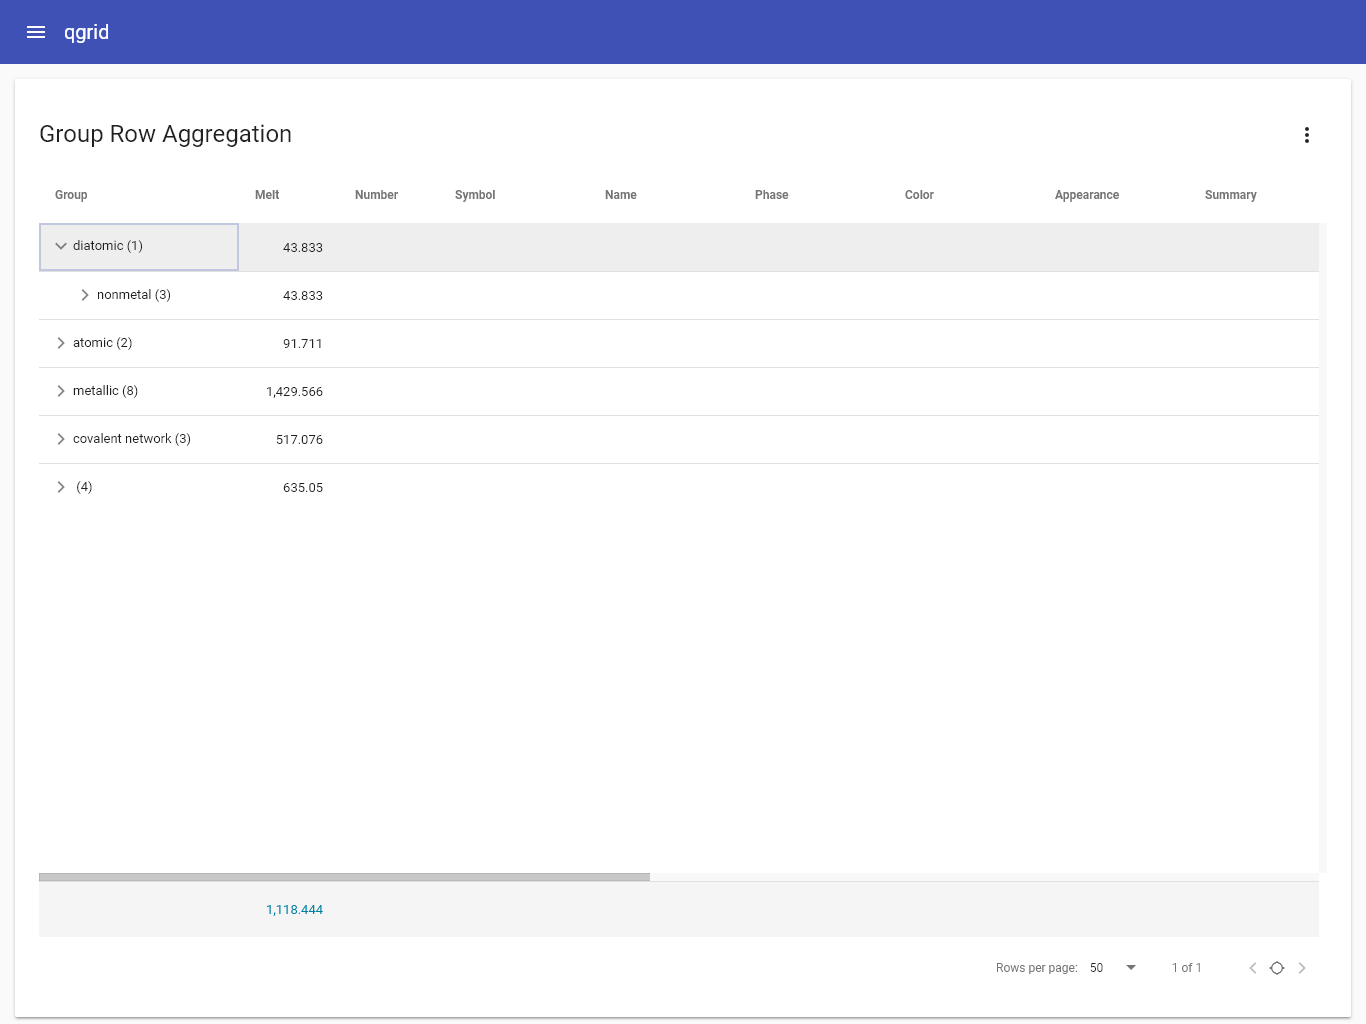 qgrid
Group Row Aggregation
Group Melt Number Symbol Name Phase Color Appearance Summary
diatomic (1) 43.833
nonmetal (3) 43.833
atomic (2) 91.711
metallic (8) 1,429.566
covalent network (3) 517.076
(4) 635.05
1,118.444
Rows per page: 50 1 of 1